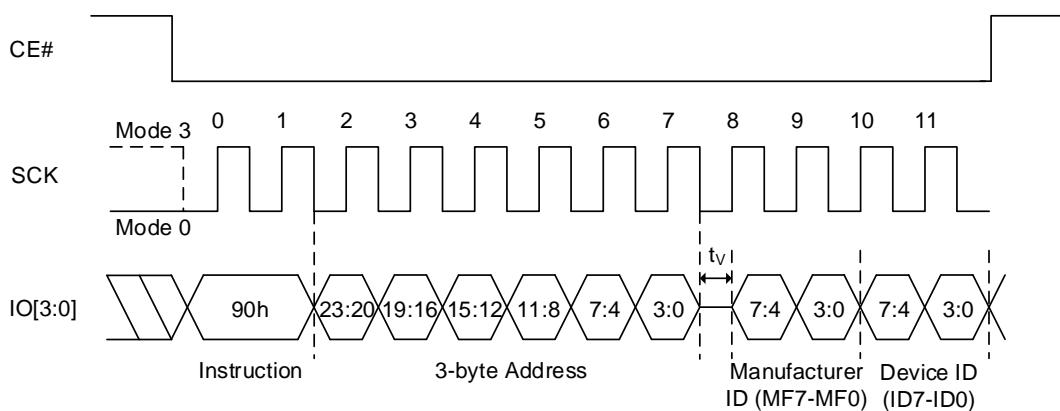 CE#
0 1 2 3 4 5 6 7 8 9 10 11
Mode 3
SCK
Mode 0
tV
IO[3:0]
90h 23:20 19:16 15:12 11:8 7:4 3:0 7:4 3:0 7:4 3:0
Instruction 3-byte Address Manufacturer Device ID
ID (MF7-MF0) (ID7-ID0)